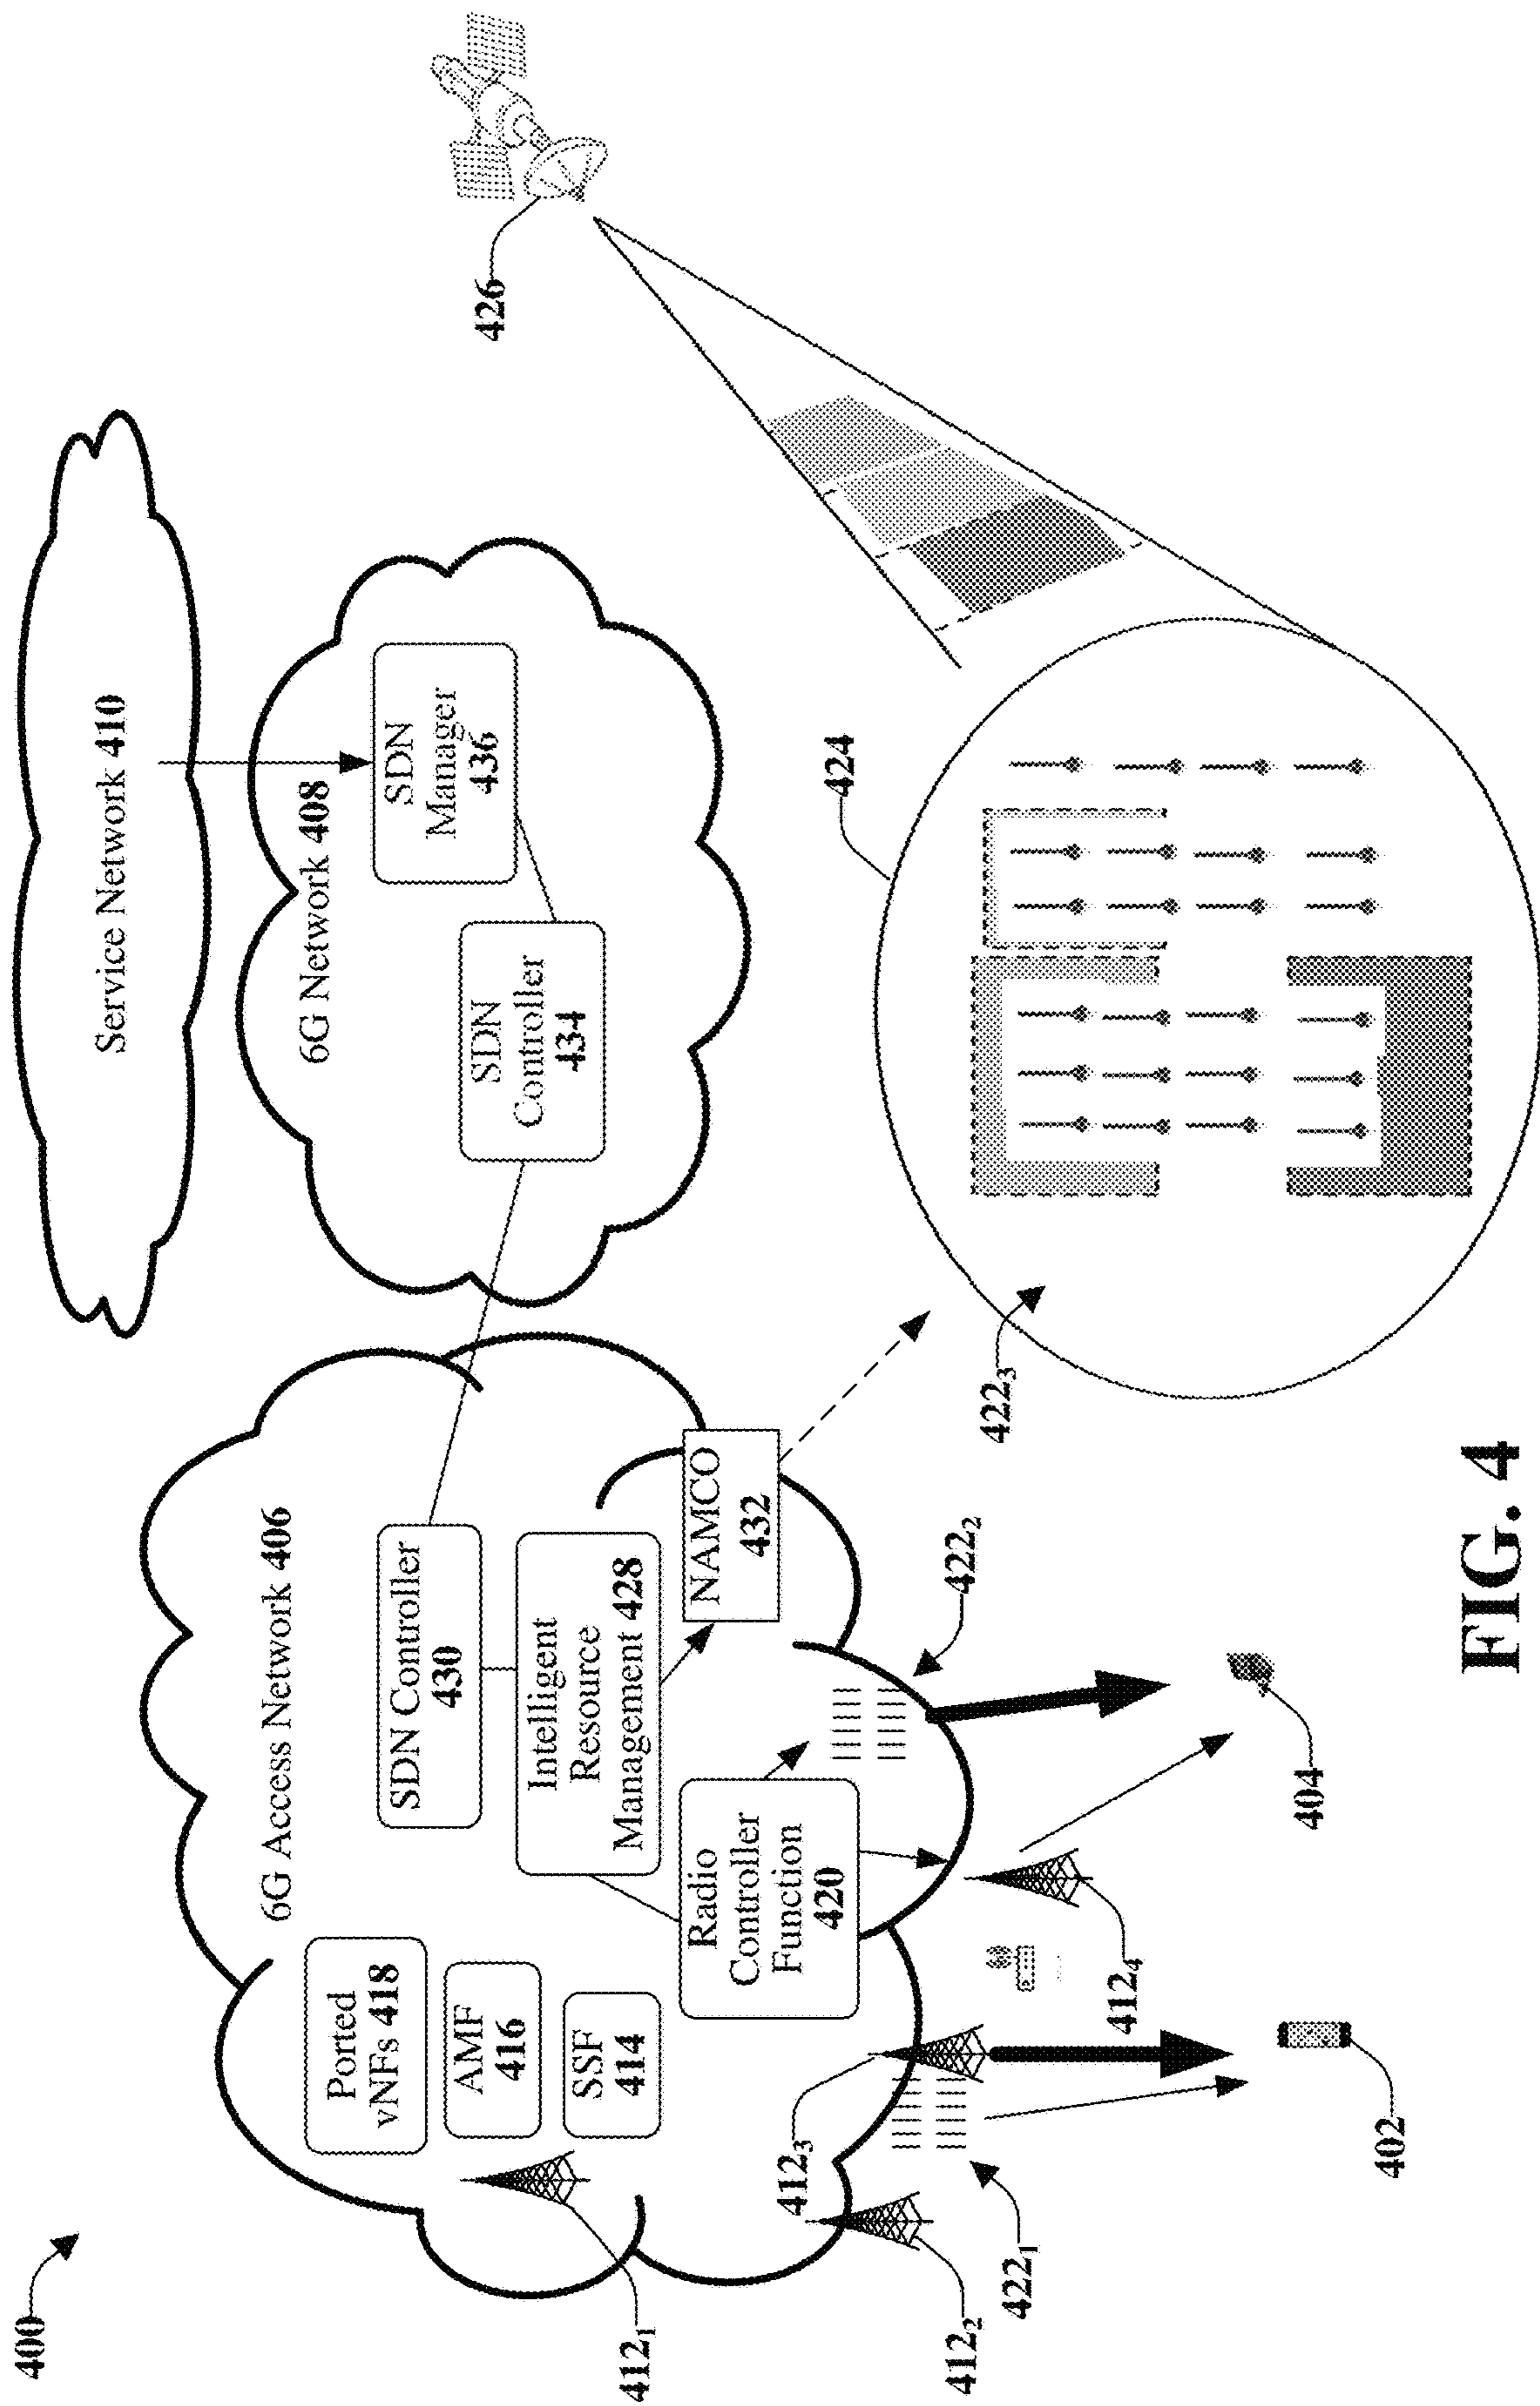 400
Service Network 410
6G Access Network 406
6G Network 408
Ported
vNFs 418
AMF
416
SSF
414
SDN Controller
430
Intelligent
Resource
Management 428
Radio
Controller
Function
420
NAMCO
432
SDN
Controller
434
SDN
Manager
436
426
412₁
412₂
412₃
412₄
422₁
422₂
422₃
424
402
404
FIG. 4